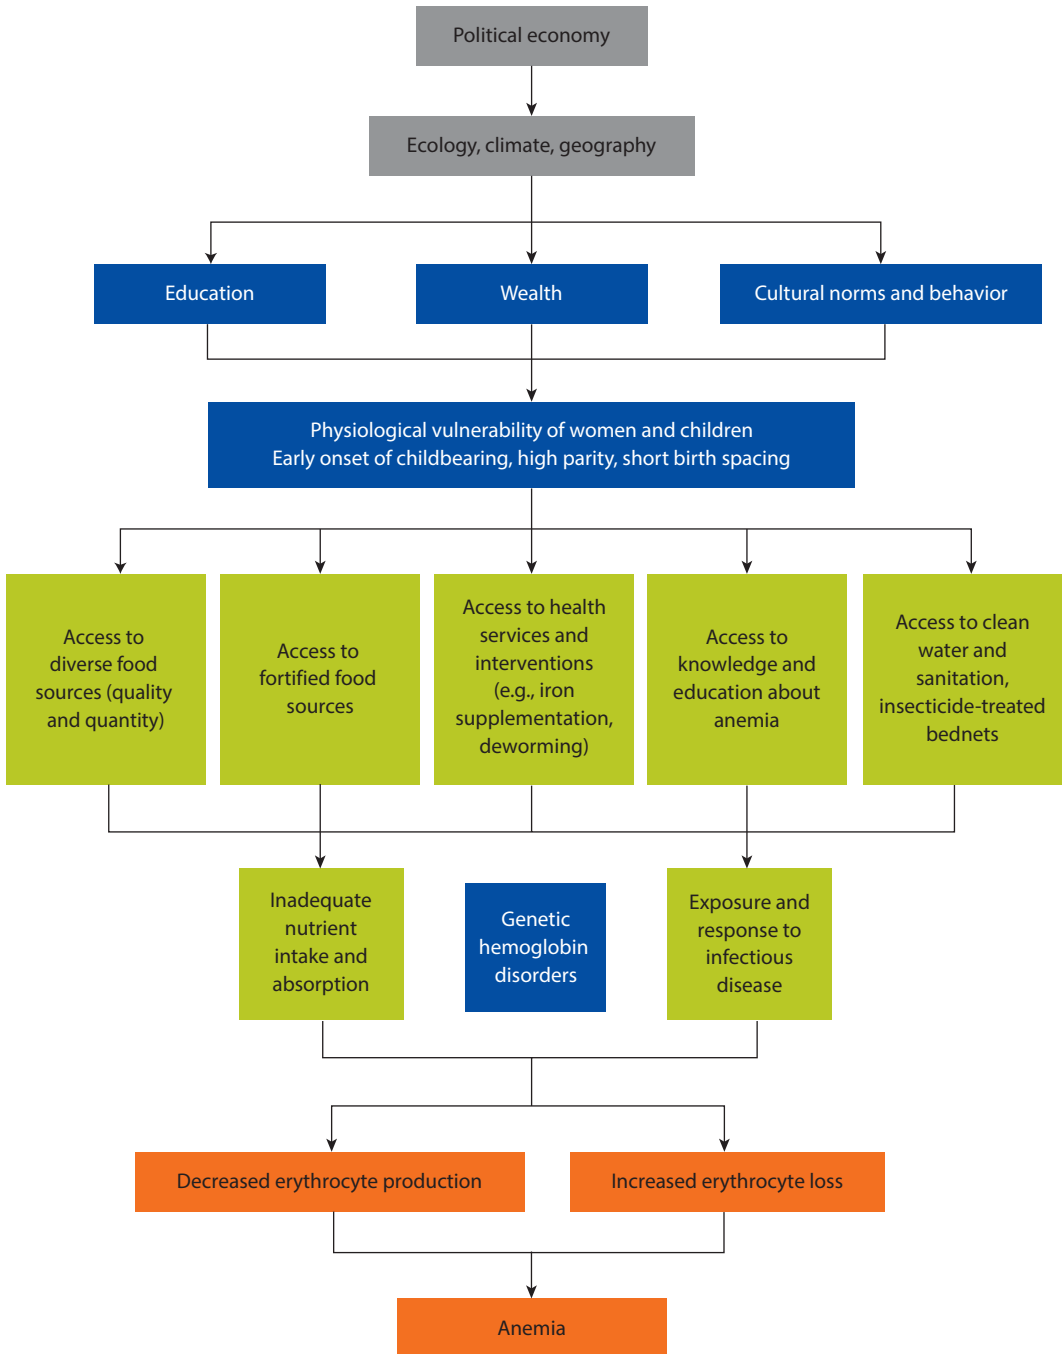 Political economy
Ecology, climate, geography
Education
Wealth
Cultural norms and behavior
Physiological vulnerability of women and children
Early onset of childbearing, high parity, short birth spacing
Access to
diverse food
sources (quality
and quantity)
Access to
fortified food
sources
Access to health
services and
interventions
(e.g., iron
supplementation,
deworming)
Access to
knowledge and
education about
anemia
Access to clean
water and
sanitation,
insecticide-treated
bednets
Inadequate
nutrient
intake and
absorption
Genetic
hemoglobin
disorders
Exposure and
response to
infectious
disease
Decreased erythrocyte production
Increased erythrocyte loss
Anemia